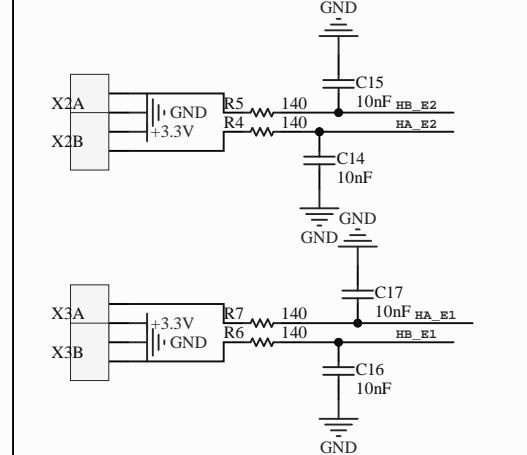 GND
C15
10nF HB_E2
X2A
GND
R5 140
X2B
+3.3V
R4 140
HA_E2
C14
10nF
GND
GND
C17
10nF HA_E1
X3A
+3.3V
R7 140
X3B
GND
R6 140
HB_E1
C16
10nF
GND